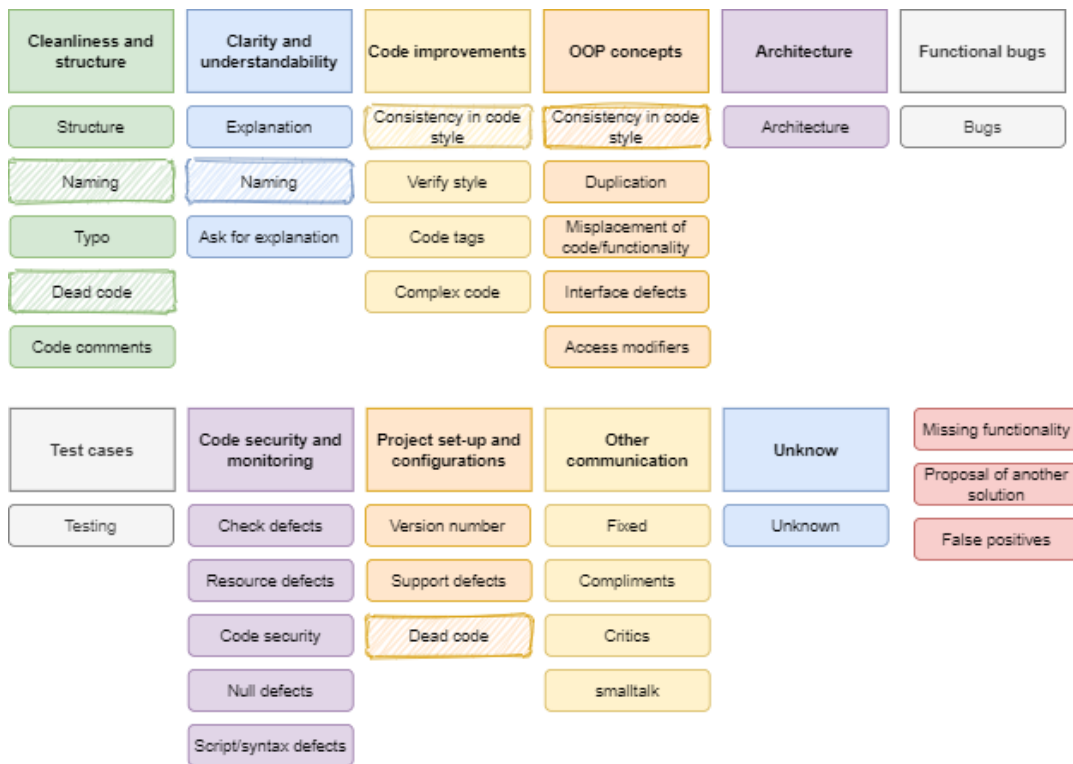 Cleanliness and
structure
Structure
Naming
Typo
Dead code
Code comments
Clarity and
understandability
Explanation
Naming
Ask for explanation
Code improvements
Consistency in code
style
Verify style
Code tags
Complex code
OOP concepts
Consistency in code
style
Duplication
Misplacement of
code/functionality
Interface defects
Access modifiers
Architecture
Architecture
Functional bugs
Bugs
Test cases
Testing
Code security and
monitoring
Check defects
Resource defects
Code security
Null defects
Script/syntax defects
Project set-up and
configurations
Version number
Support defects
Dead code
Other
communication
Fixed
Compliments
Critics
smalltalk
Unknow
Unknown
Missing functionality
Proposal of another
solution
False positives